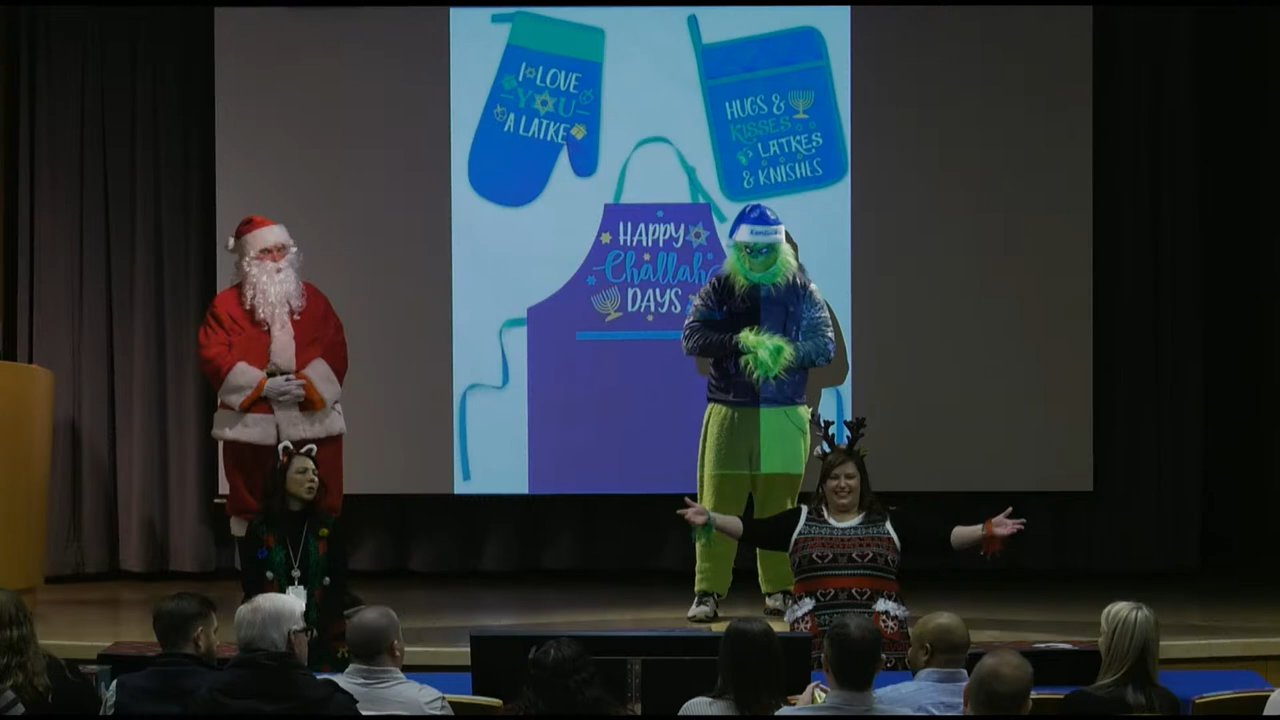 I LOVE
YOU
A LATKE
HUGS &
KISSES
LATKES
& KNISHES
HAPPY
Challah
DAYS